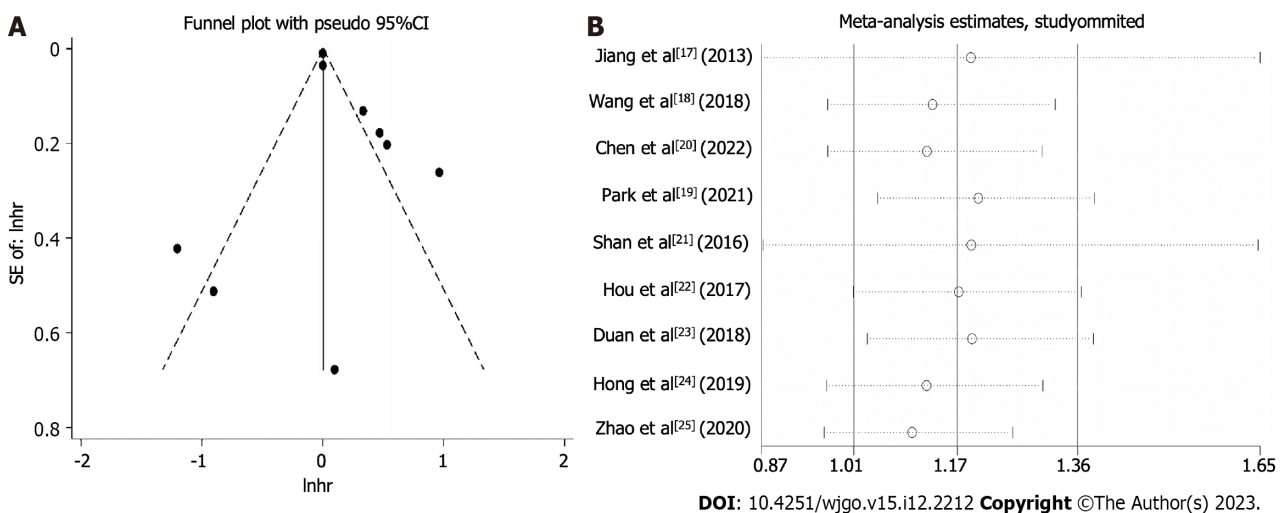 A
Funnel plot with pseudo 95%CI
0
0.2
0.4
0.6
0.8
SE of: lnhr
-2 -1 0 1 2
lnhr
B
Meta-analysis estimates, studyommited
Jiang et al[17] (2013)
Wang et al[18] (2018)
Chen et al[20] (2022)
Park et al[19] (2021)
Shan et al[21] (2016)
Hou et al[22] (2017)
Duan et al[23] (2018)
Hong et al[24] (2019)
Zhao et al[25] (2020)
0.87 1.01 1.17 1.36 1.65
DOI: 10.4251/wjgo.v15.i12.2212 Copyright ©The Author(s) 2023.